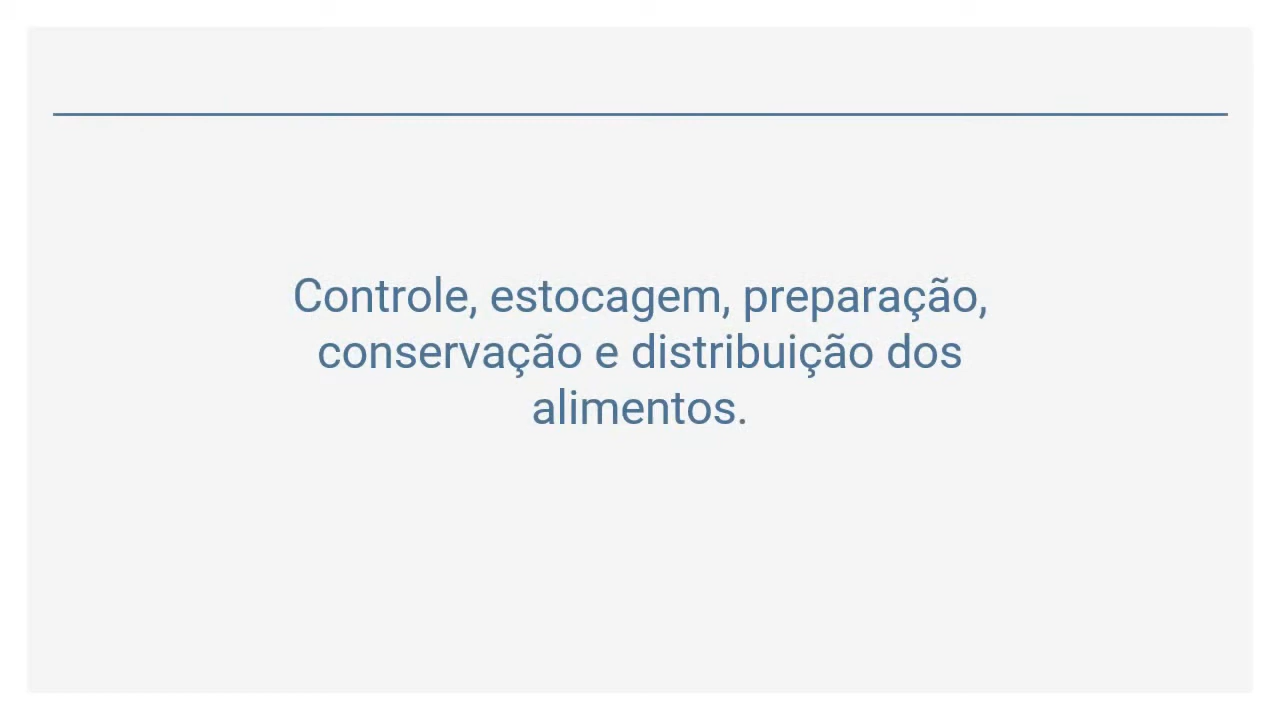 Controle, estocagem, preparação,
conservação e distribuição dos
alimentos.